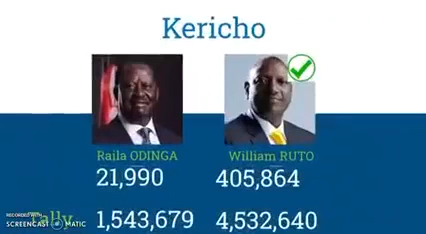 Kericho
Raila ODINGA
William RUTO
21,990
405,864
RECORDED WITH
SCREENCAST MATIC
Tally
1,543,679
4,532,640